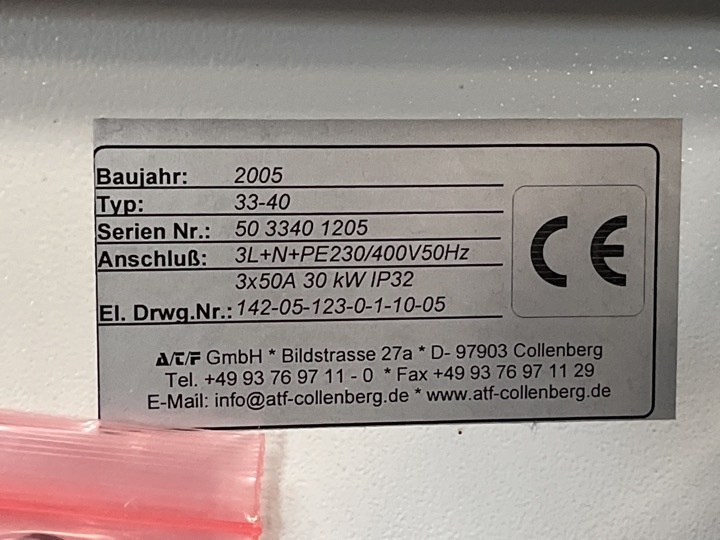 Baujahr: 2005
Typ: 33-40
Serien Nr.: 50 3340 1205
Anschluß: 3L+N+PE230/400V50Hz
3x50A 30 kW IP32
El. Drwg.Nr.: 142-05-123-0-1-10-05
CE
A/T/F GmbH * Bildstrasse 27a * D- 97903 Collenberg
Tel. +49 93 76 97 11 - 0 * Fax +49 93 76 97 11 29
E-Mail: info@atf-collenberg.de * www.atf-collenberg.de